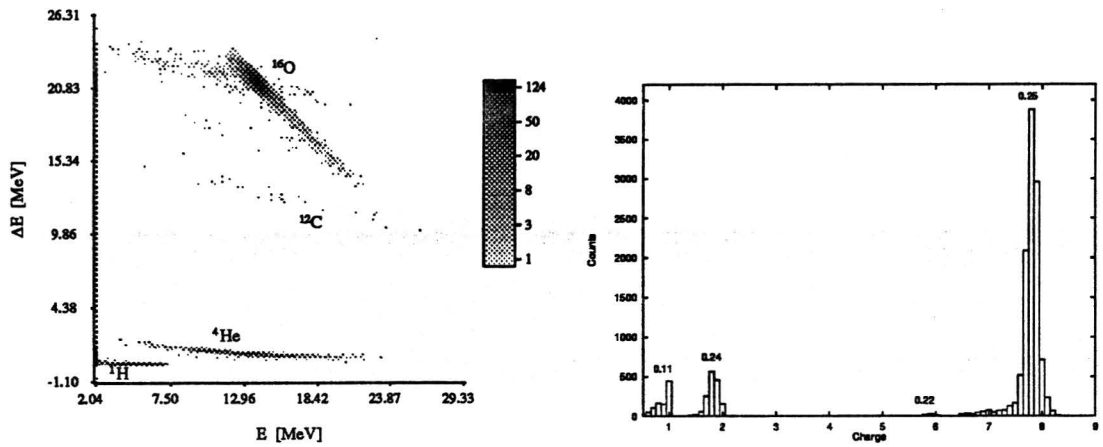 26.31
20.83
15.34
9.86
4.38
-1.10
ΔE [MeV]
2.04 7.50 12.96 18.42 23.87 29.33
E [MeV]
¹⁶O
¹²C
⁴He
¹H
124
50
20
8
3
1
4000
3500
3000
2500
2000
1500
1000
500
0
Counts
0.11
0.24
0.22
0.25
1 2 3 4 5 6 7 8 9
Charge